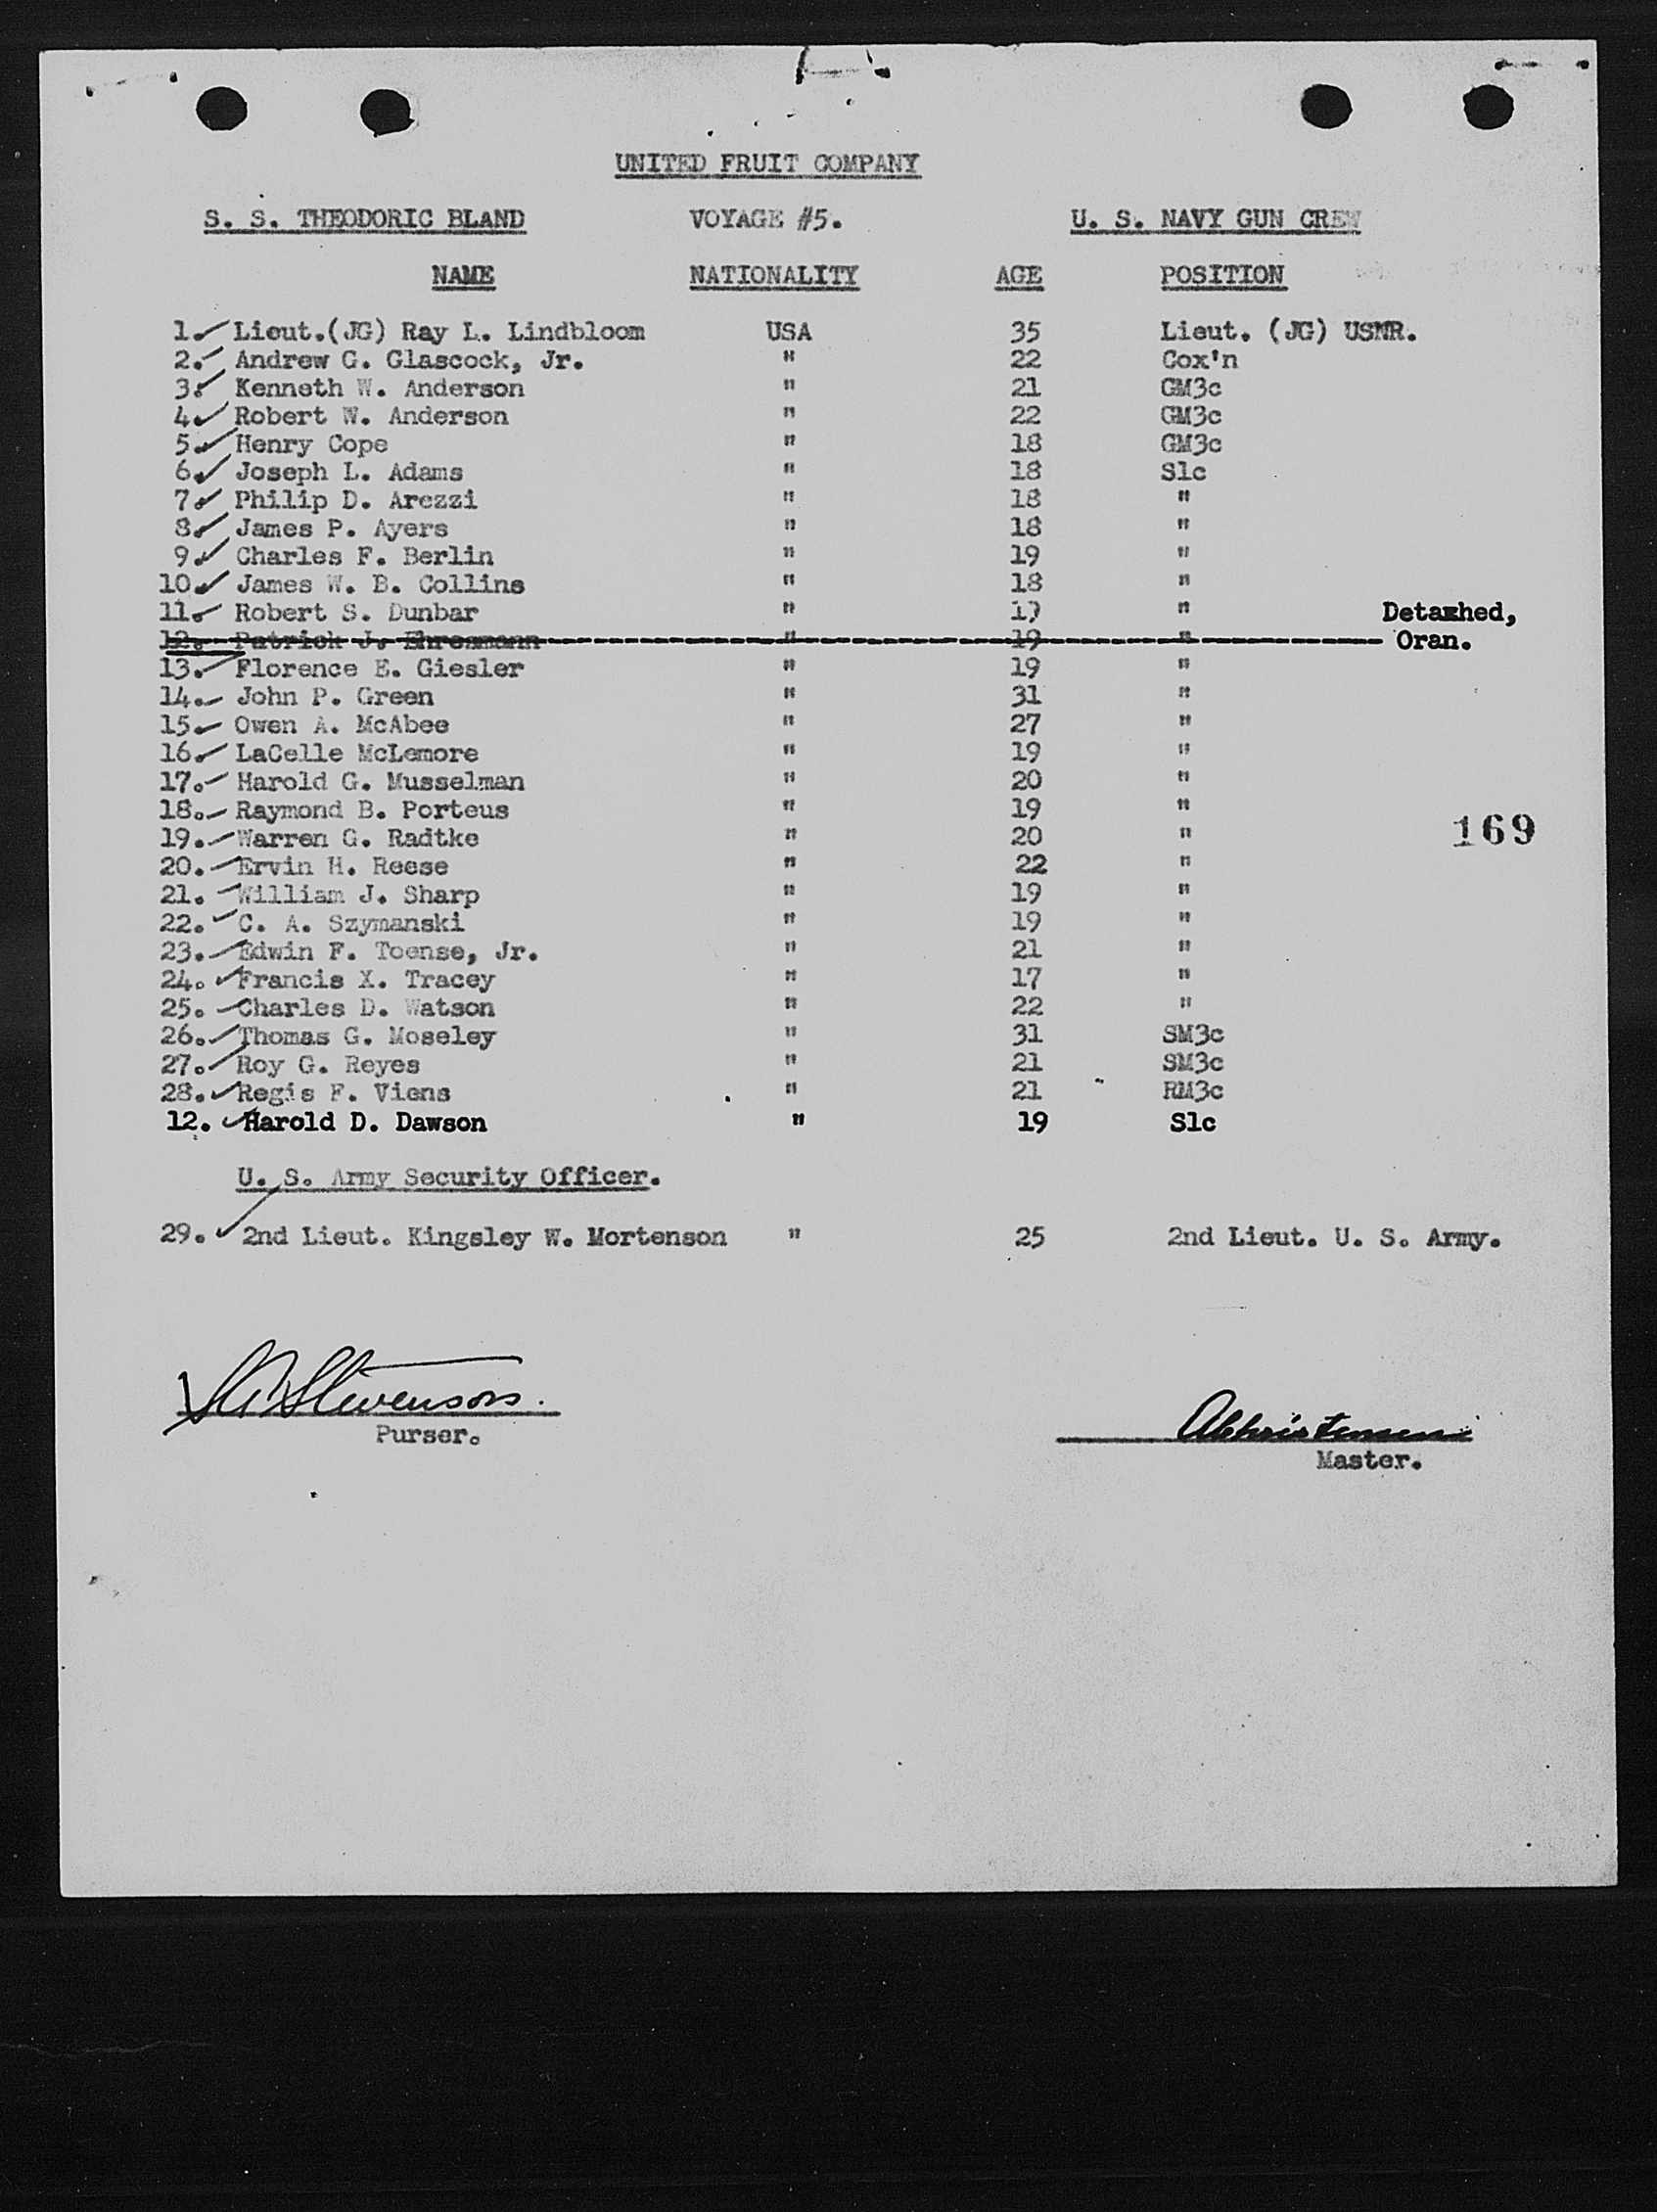 UNITED FRUIT COMPANY
S. S. THEODORIC BLAND VOYAGE #5. U. S. NAVY GUN CREW
NAME NATIONALITY AGE POSITION
1. Lieut.(JG) Ray L. Lindbloom USA 35 Lieut. (JG) USNR.
2. Andrew G. Glascock, Jr. " 22 Cox'n
3. Kenneth W. Anderson " 21 GM3c
4. Robert W. Anderson " 22 GM3c
5. Henry Cope " 18 GM3c
6. Joseph L. Adams " 18 S1c
7. Philip D. Arezzi " 18 "
8. James P. Ayers " 18 "
9. Charles F. Berlin " 19 "
10. James W. B. Collins " 18 "
11. Robert S. Dunbar " 19 " Detaxhed,
12. Patrick J. Ehresmann " 19 " Oran.
13. Florence E. Giesler " 19 "
14. John P. Green " 31 "
15. Owen A. McAbee " 27 "
16. LaCelle McLemore " 19 "
17. Harold G. Musselman " 20 "
18. Raymond B. Porteus " 19 "
19. Warren G. Radtke " 20 " 169
20. Ervin H. Reese " 22 "
21. William J. Sharp " 19 "
22. C. A. Szymanski " 19 "
23. Edwin F. Toense, Jr. " 21 "
24. Francis X. Tracey " 17 "
25. Charles D. Watson " 22 "
26. Thomas G. Moseley " 31 SM3c
27. Roy G. Reyes " 21 SM3c
28. Regis F. Viens " 21 RM3c
12. Harold D. Dawson " 19 S1c
U. S. Army Security Officer.
29. 2nd Lieut. Kingsley W. Mortenson " 25 2nd Lieut. U. S. Army.
Stevenson.
Purser.
AChristensen
Master.